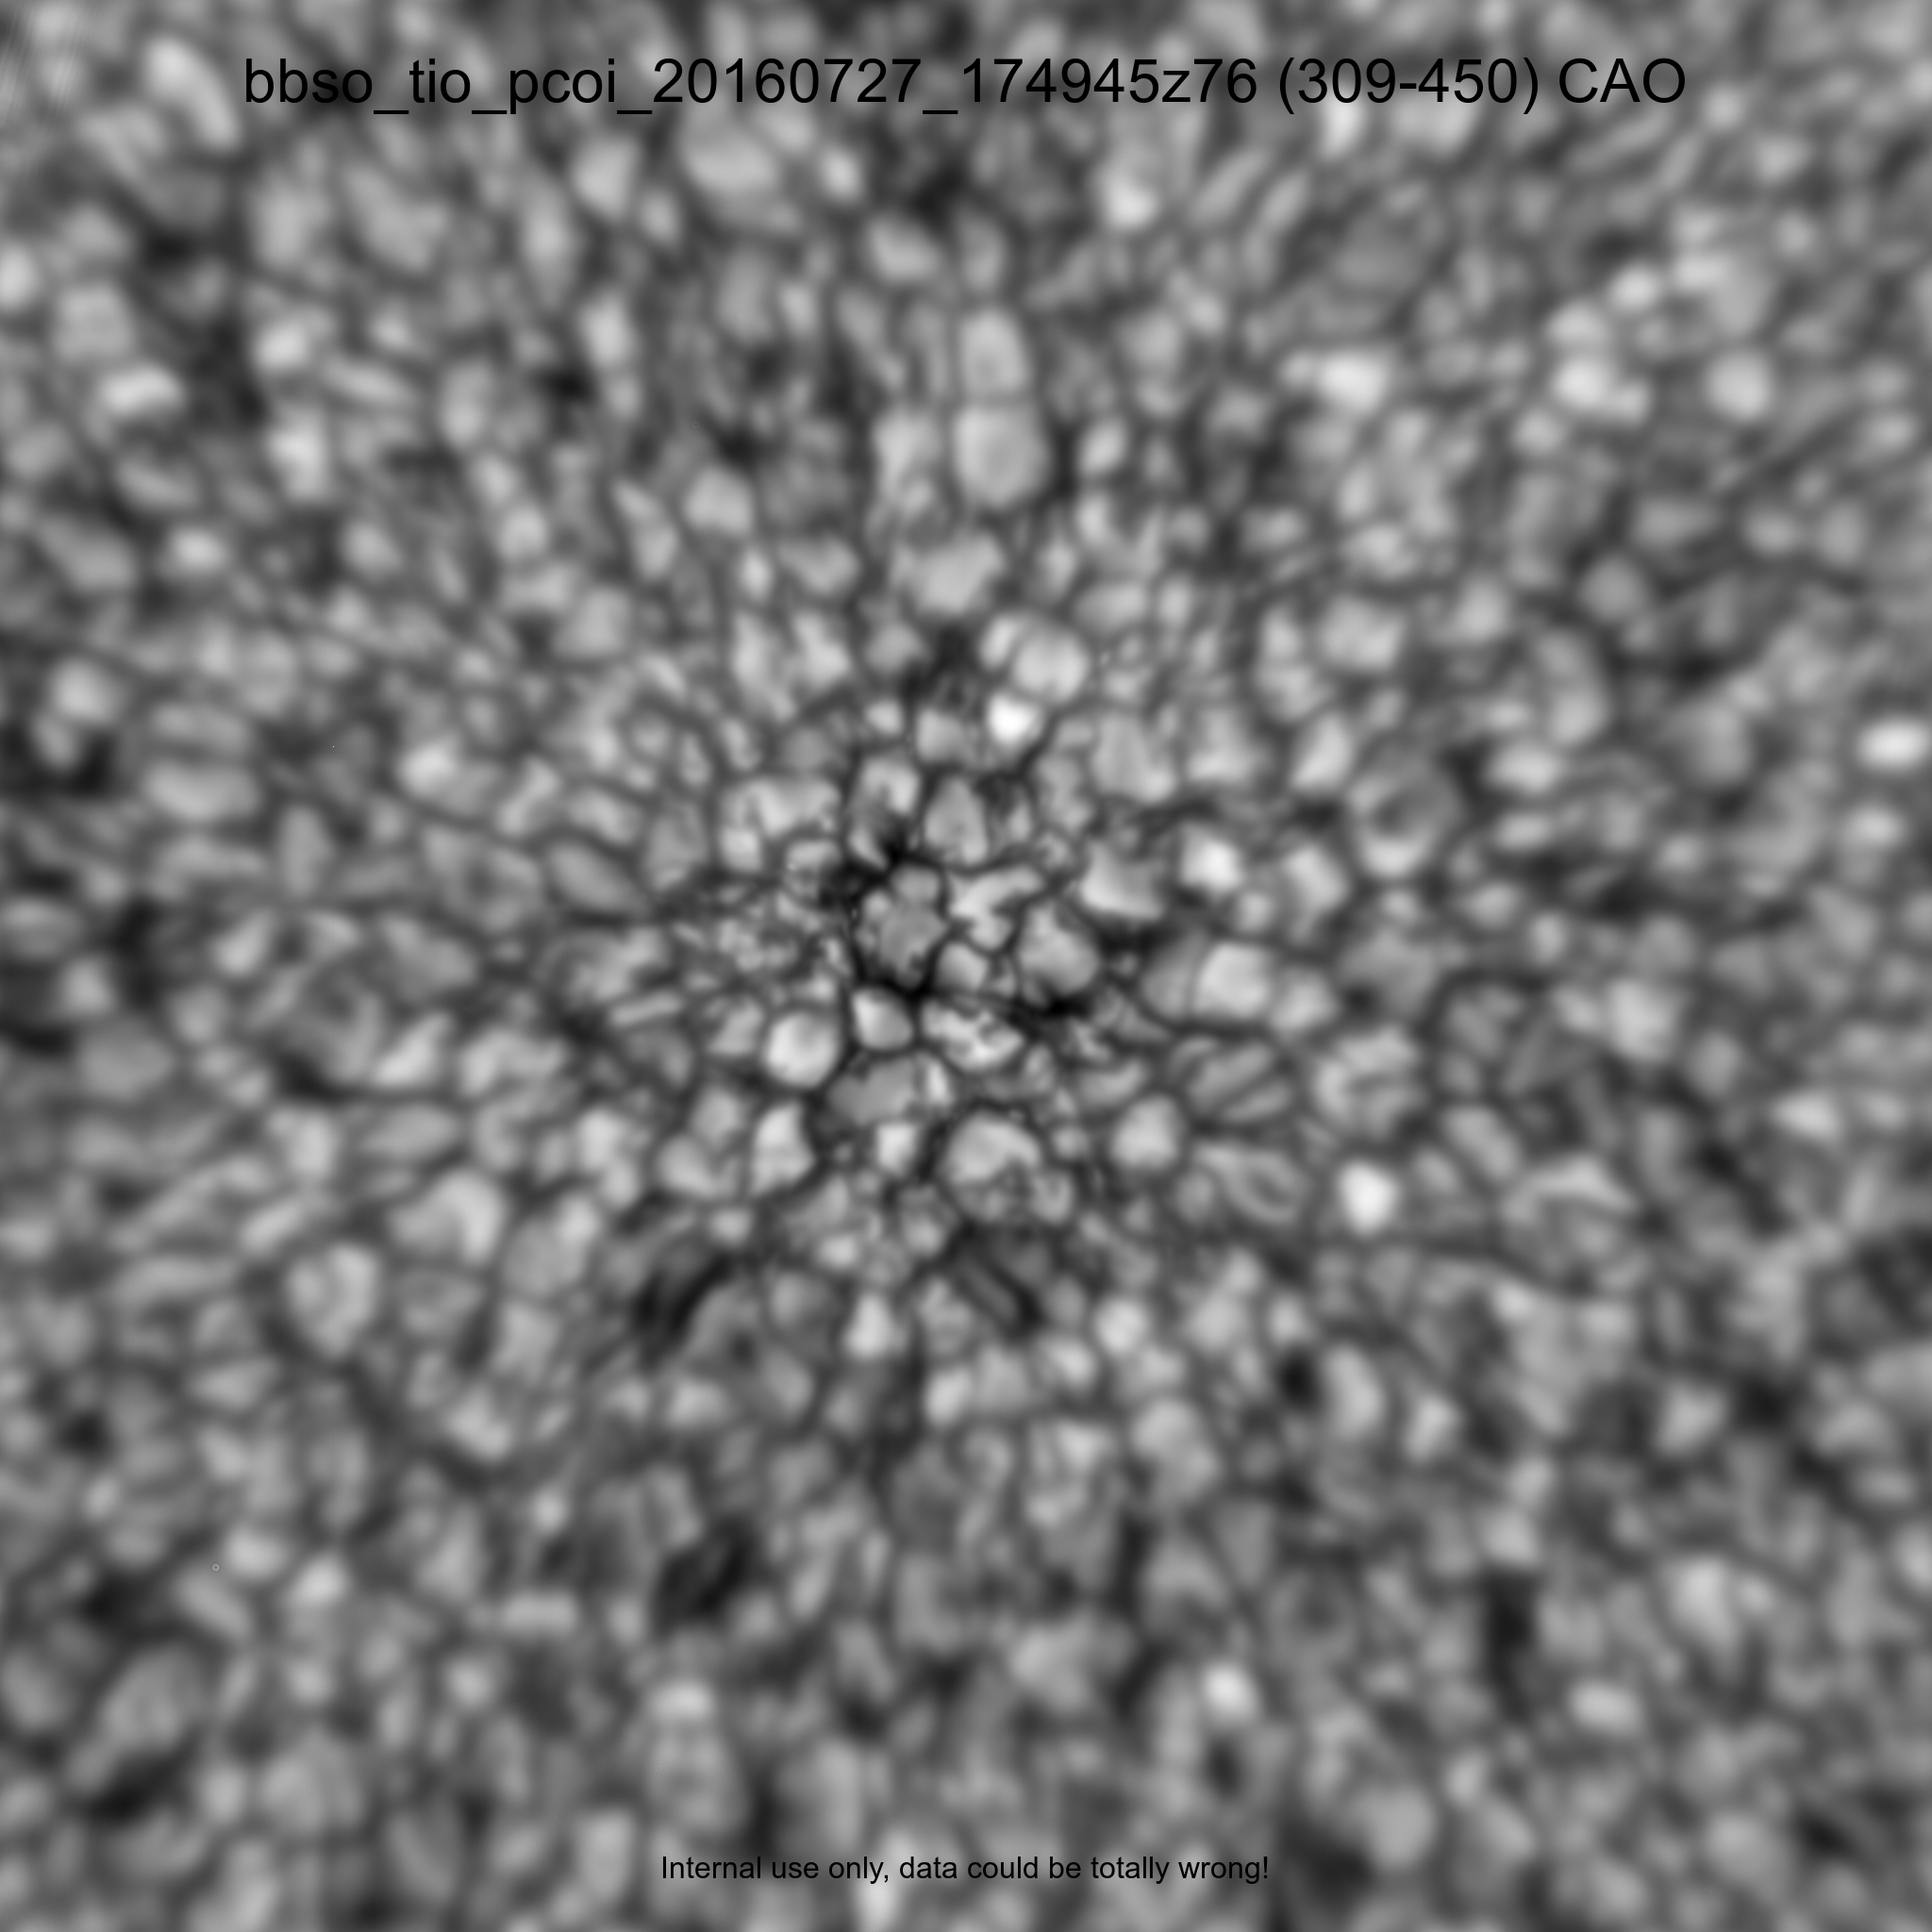 bbso_tio_pcoi_20160727_174945z76 (309-450) CAO
Internal use only, data could be totally wrong!